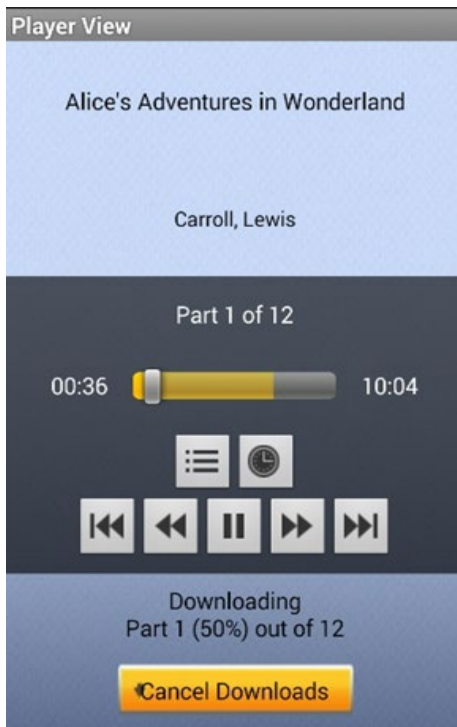 Player View
Alice's Adventures in Wonderland
Carroll, Lewis
Part 1 of 12
00:36 10:04
Downloading
Part 1 (50%) out of 12
Cancel Downloads